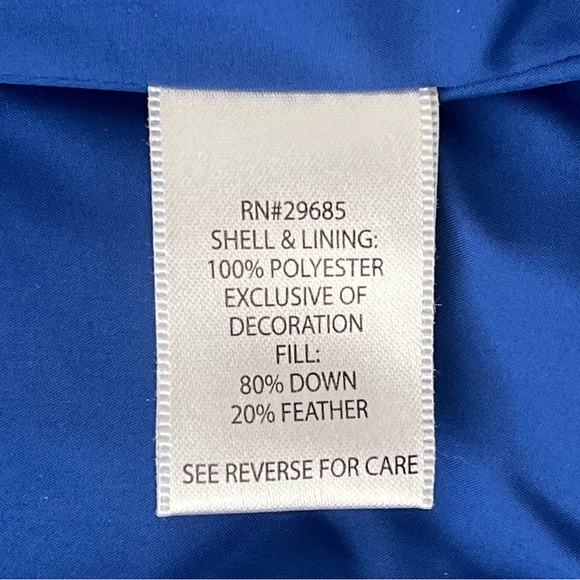 RN#29685
SHELL & LINING:
100% POLYESTER
EXCLUSIVE OF
DECORATION
FILL:
80% DOWN
20% FEATHER
SEE REVERSE FOR CARE